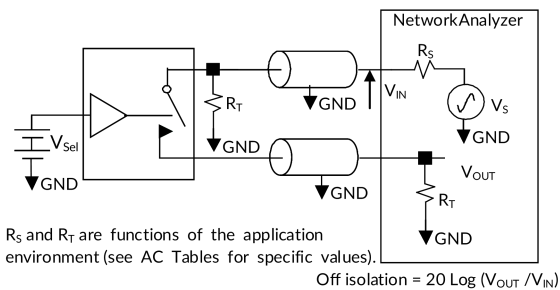 NetworkAnalyzer
R_S
V_IN
V_S
GND
R_T
GND
GND
V_Sel
GND
V_OUT
GND
R_T
GND
R_S and R_T are functions of the application
environment (see AC Tables for specific values).
Off isolation = 20 Log (V_OUT /V_IN)